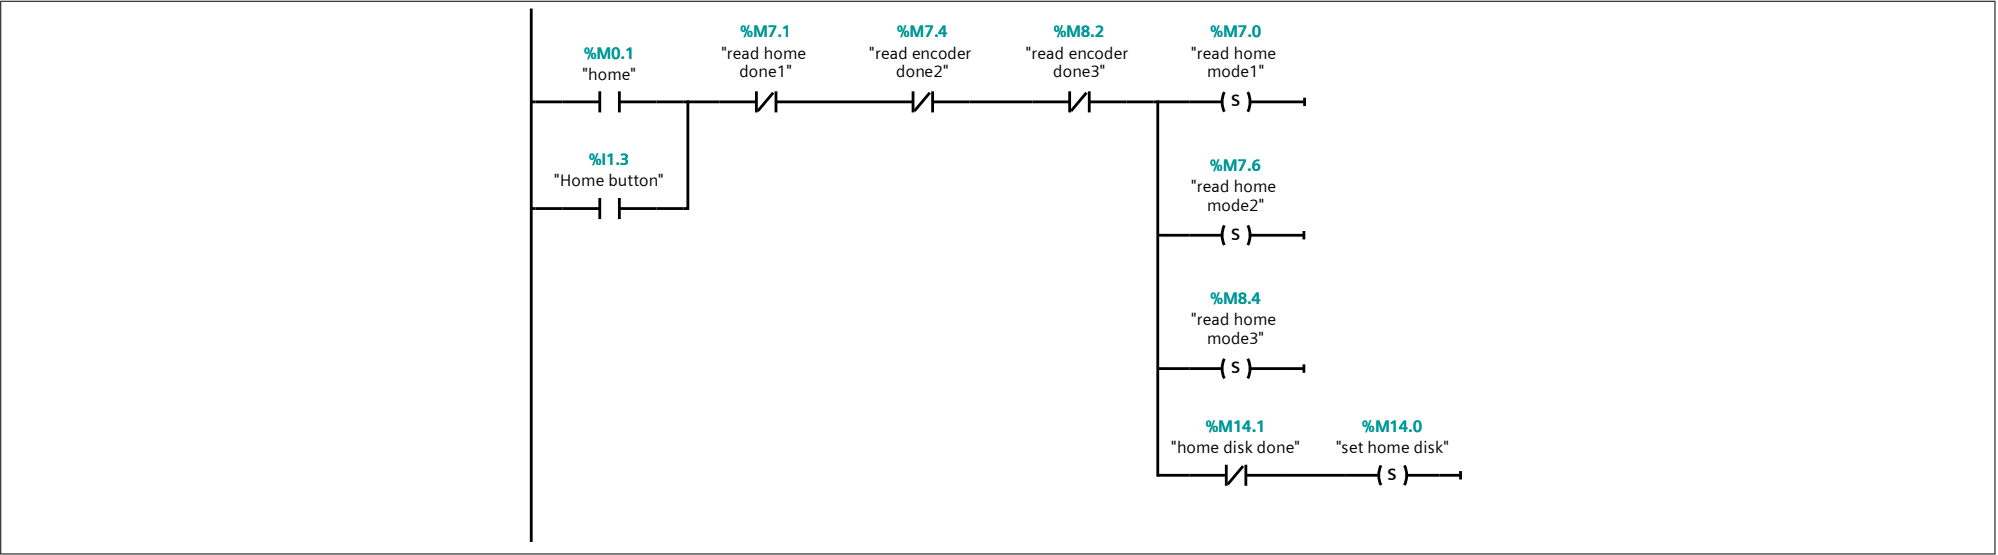 %M0.1
"home"
%M7.1
"read home
done1"
%M7.4
"read encoder
done2"
%M8.2
"read encoder
done3"
%M7.0
"read home
mode1"
S
%I1.3
"Home button"
%M7.6
"read home
mode2"
S
%M8.4
"read home
mode3"
S
%M14.1
"home disk done"
%M14.0
"set home disk"
S